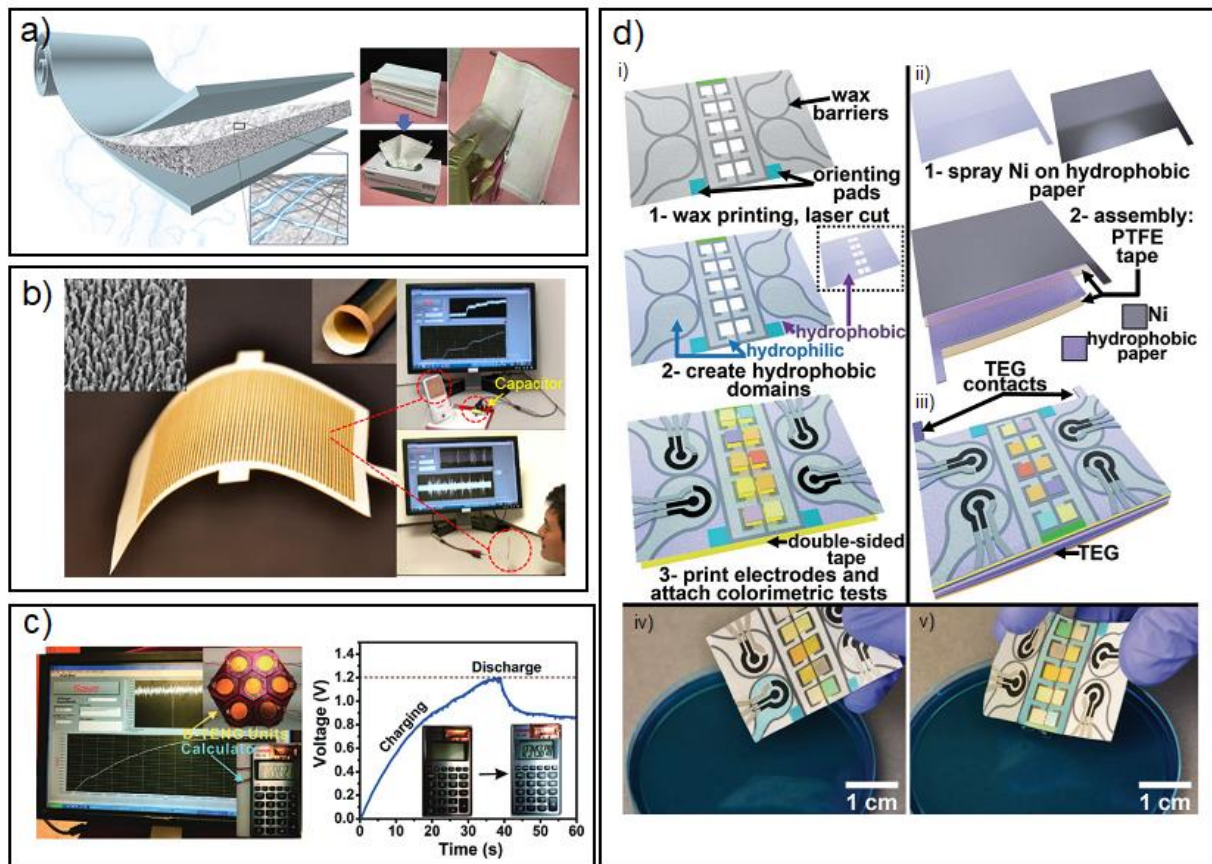 a)
b)
Capacitor
c)
B-TENG Units
Calculator
Voltage (V)
1.4
1.2
1.0
0.8
0.6
0.4
0.2
0.0
Charging
Discharge
0 10 20 30 40 50 60
Time (s)
d)
i)
wax
barriers
orienting
pads
1- wax printing, laser cut
hydrophobic
hydrophilic
2- create hydrophobic
domains
double-sided
tape
3- print electrodes and
attach colorimetric tests
ii)
1- spray Ni on hydrophobic
paper
2- assembly:
PTFE
tape
Ni
hydrophobic
paper
TEG
contacts
iii)
TEG
iv)
1 cm
v)
1 cm